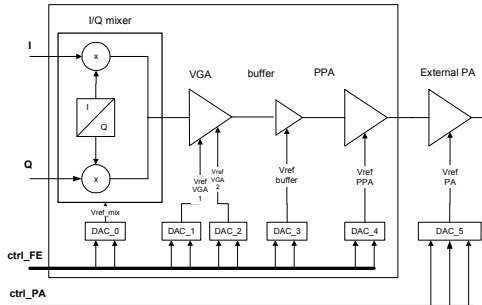 I/Q mixer
I
x
VGA
buffer
PPA
External PA
I
Q
Q
x
Vref
VGA
1
Vref
VGA
2
Vref
buffer
Vref
PPA
Vref
PA
Vref_mix
DAC_0
DAC_1
DAC_2
DAC_3
DAC_4
DAC_5
ctrl_FE
ctrl_PA